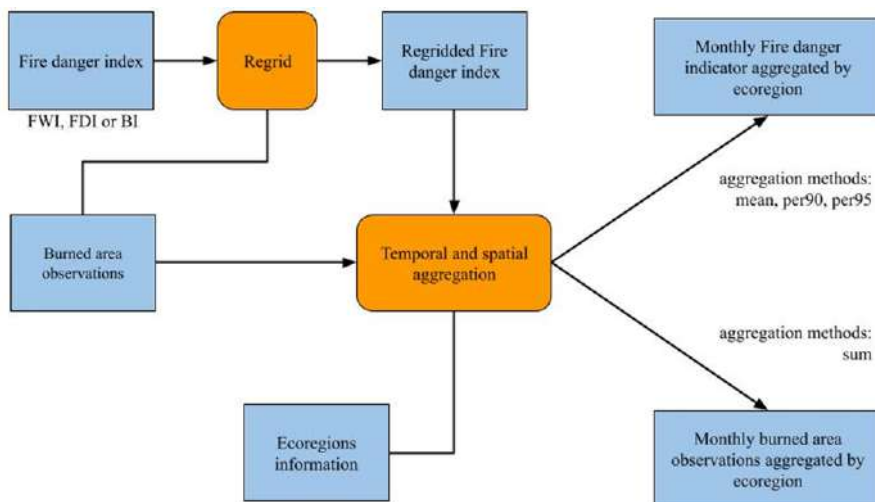 Fire danger index
Regrid
Regridded Fire
danger index
Monthly Fire danger
indicator aggregated by
ecoregion
FWI, FDI or BI
aggregation methods:
mean, per90, per95
Burned area
observations
Temporal and spatial
aggregation
aggregation methods:
sum
Ecoregions
information
Monthly burned area
observations aggregated by
ecoregion